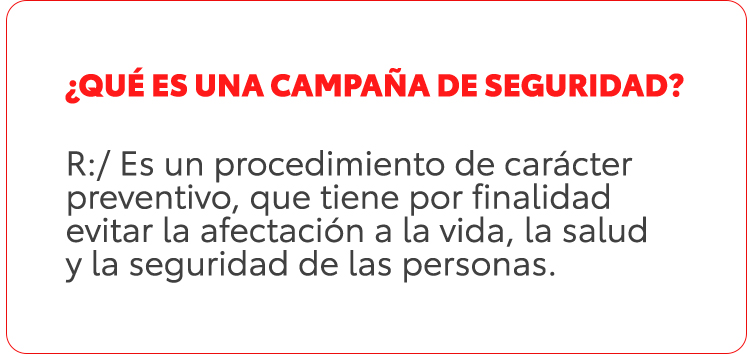 ¿QUÉ ES UNA CAMPAÑA DE SEGURIDAD?
R:/ Es un procedimiento de carácter
preventivo, que tiene por finalidad
evitar la afectación a la vida, la salud
y la seguridad de las personas.